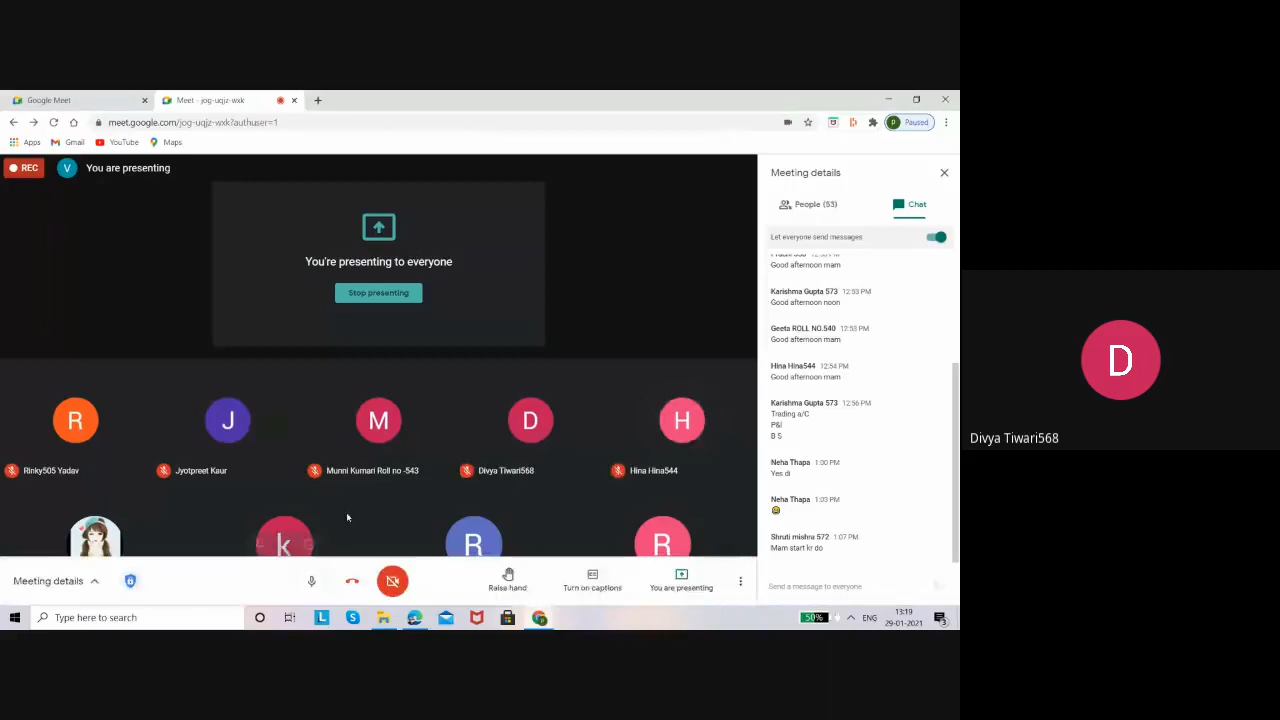 Google Meet
Meet - jog-uqjz-wxk
meet.google.com/jog-uqjz-wxk?authuser=1
P Paused
Apps Gmail YouTube Maps
REC V You are presenting
You're presenting to everyone
Stop presenting
R J M D H
Rinky505 Yadav Jyotpreet Kaur Munni Kumari Roll no -543 Divya Tiwari568 Hina Hina544
k R R
Meeting details
Raise hand
Turn on captions
You are presenting
Meeting details
People (53) Chat
Let everyone send messages
Good afternoon mam
Karishma Gupta 573 12:53 PM
Good afternoon noon
Geeta ROLL NO.540 12:53 PM
Good afternoon mam
Hina Hina544 12:54 PM
Good afternoon mam
Karishma Gupta 573 12:56 PM
Trading a/C
P&l
B S
Neha Thapa 1:00 PM
Yes di
Neha Thapa 1:03 PM
Shruti mishra 572 1:07 PM
Mam start kr do
Send a message to everyone
Type here to search
L S
50%
ENG
13:19
29-01-2021
3
D
Divya Tiwari568